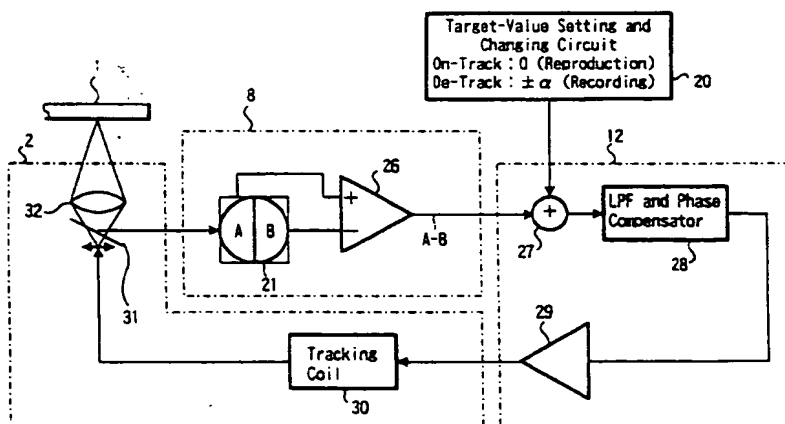 Target-Value Setting and
Changing Circuit
On-Track : 0 (Reproduction)
De-Track : ± α (Recording)
20
2
8
26
12
32
+
A
B
−
A-B
+
27
LPF and Phase
Compensator
28
21
31
29
Tracking
Coil
30